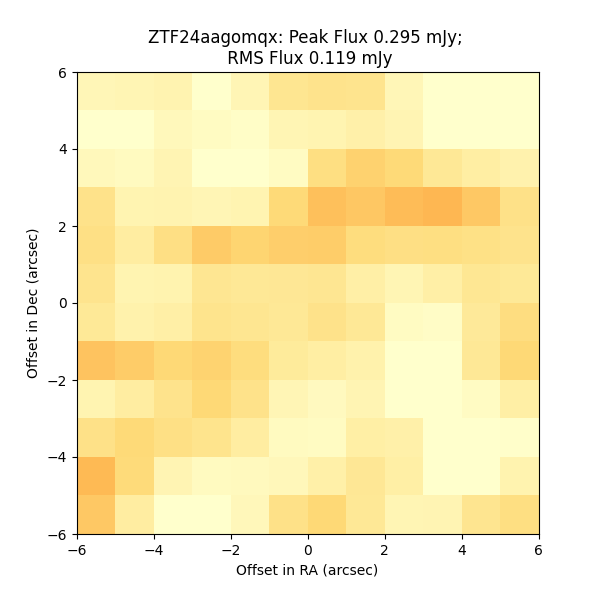 ZTF24aagomqx: Peak Flux 0.295 mJy;
RMS Flux 0.119 mJy
6
4
2
0
−2
−4
−6
Offset in Dec (arcsec)
−6 −4 −2 0 2 4 6
Offset in RA (arcsec)